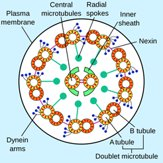 Plasma
membrane
Central
microtubules
Radial
spokes
Inner
sheath
Nexin
Dynein
arms
B tubule
A tubule
Doublet microtubule